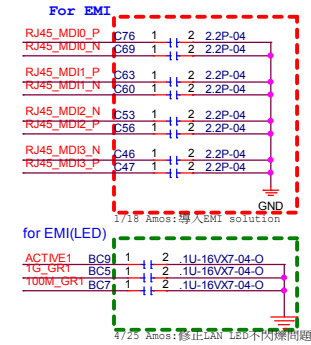 For EMI
RJ45_MDI0_P C76 1 2 2.2P-04
RJ45_MDI0_N C69 1 2 2.2P-04
RJ45_MDI1_P C63 1 2 2.2P-04
RJ45_MDI1_N C60 1 2 2.2P-04
RJ45_MDI2_N C53 1 2 2.2P-04
RJ45_MDI2_P C56 1 2 2.2P-04
RJ45_MDI3_N C46 1 2 2.2P-04
RJ45_MDI3_P C47 1 2 2.2P-04
GND
1/18 Amos:導入EMI solution
for EMI(LED)
ACTIVE1 BC9 1 2 .1U-16VX7-04-O
1G_GR1 BC5 1 2 .1U-16VX7-04-O
100M_GR1 BC7 1 2 .1U-16VX7-04-O
4/25 Amos:修正LAN LED不閃爍問題